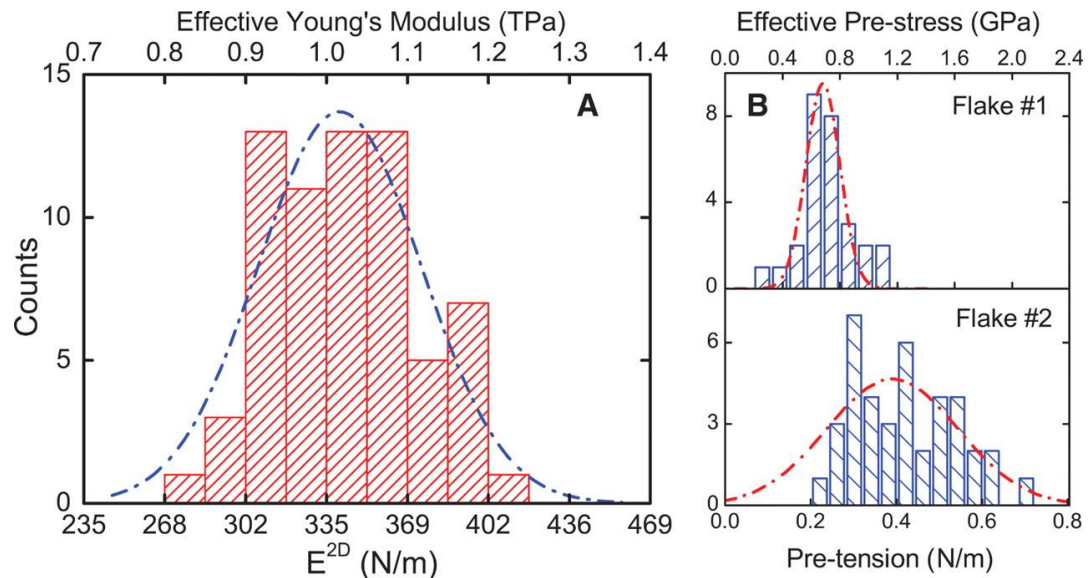 Effective Young's Modulus (TPa)
0.7 0.8 0.9 1.0 1.1 1.2 1.3 1.4
15
10
5
0
Counts
A
235 268 302 335 369 402 436 469
E^2D (N/m)
Effective Pre-stress (GPa)
0.0 0.4 0.8 1.2 1.6 2.0 2.4
B
Flake #1
8
4
0
Flake #2
6
3
0
0.0 0.2 0.4 0.6 0.8
Pre-tension (N/m)